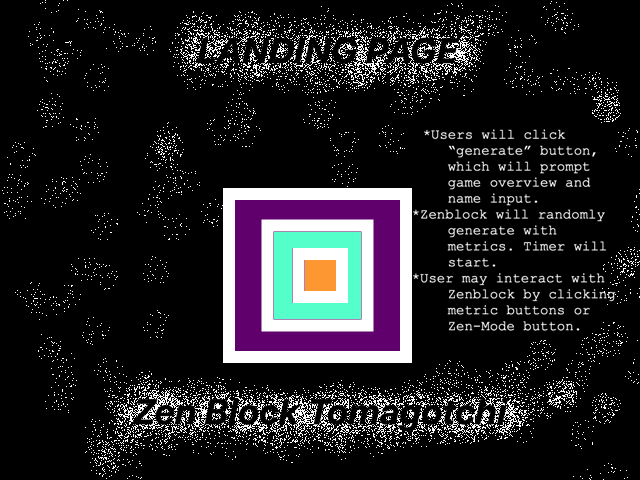 LANDING PAGE
*Users will click
“generate” button,
which will prompt
game overview and
name input.
*Zenblock will randomly
generate with
metrics. Timer will
start.
*User may interact with
Zenblock by clicking
metric buttons or
Zen-Mode button.
Zen Block Tomagotchi